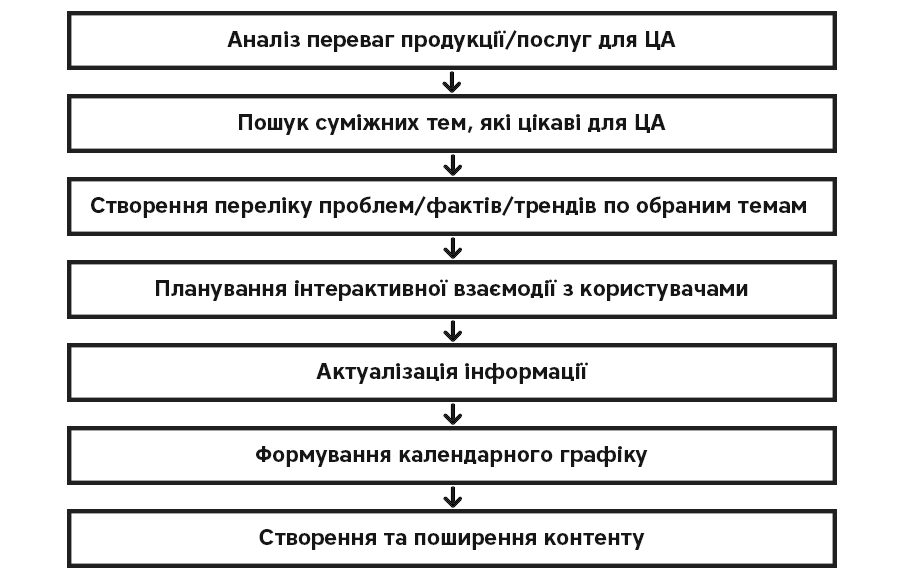 Аналіз переваг продукції/послуг для ЦА
Пошук суміжних тем, які цікаві для ЦА
Створення переліку проблем/фактів/трендів по обраним темам
Планування інтерактивної взаємодії з користувачами
Актуалізація інформації
Формування календарного графіку
Створення та поширення контенту